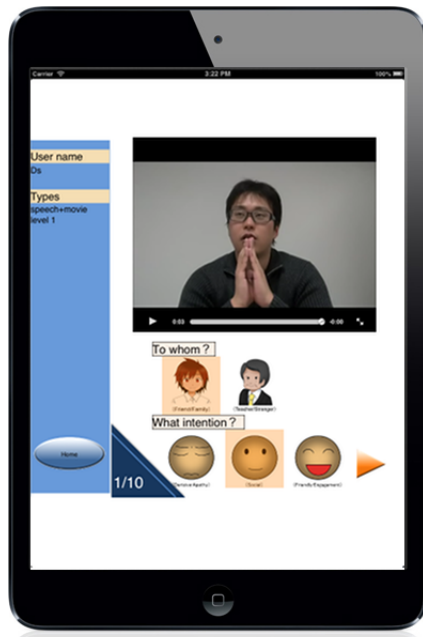 Carrier
3:22 PM
100%
User name
Ds
Types
speech+movie
level 1
0:03
-0:00
To whom？
(Friend/Family)
(Teacher/Stranger)
What intention？
(Social)
(Friendly/Engagement)
Home
1/10